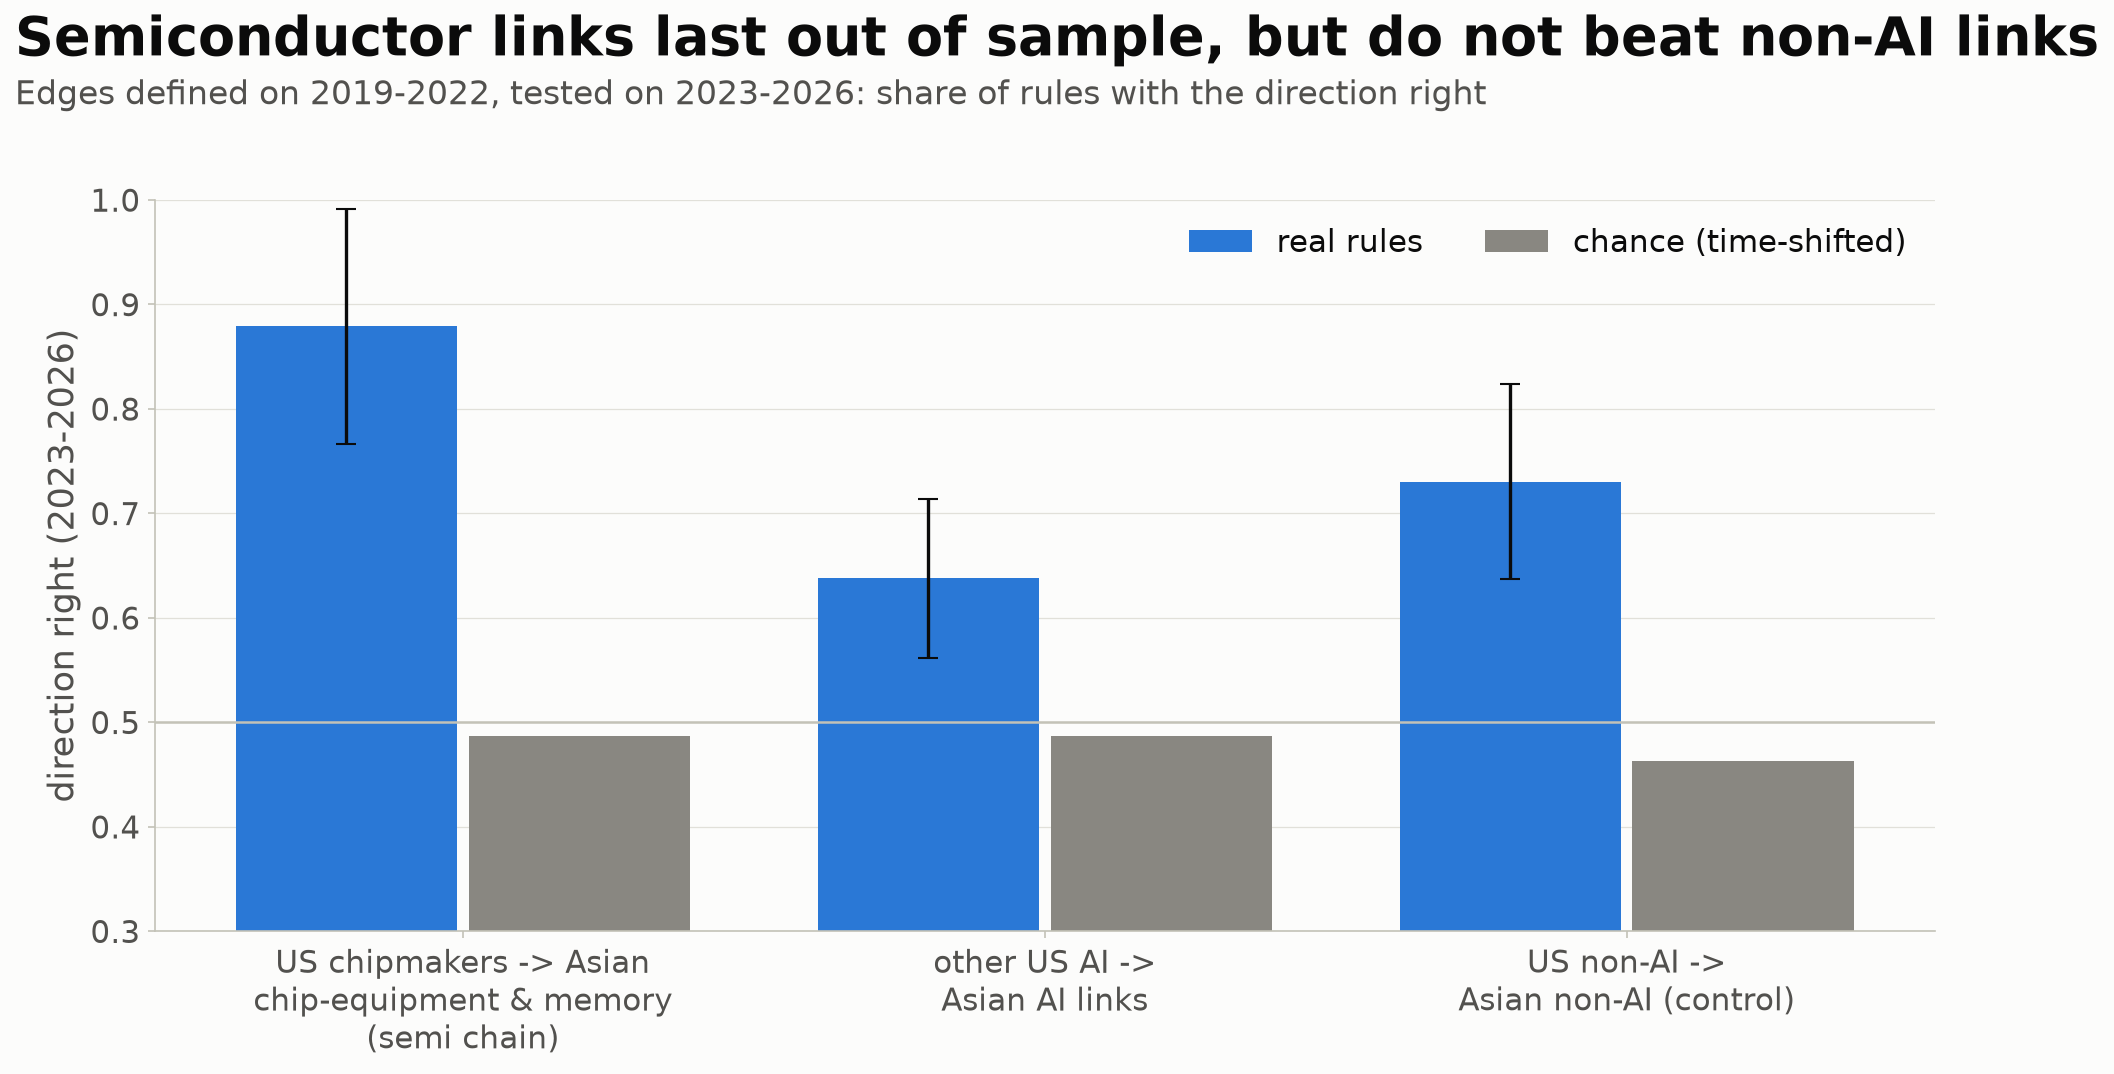 Semiconductor links last out of sample, but do not beat non-AI links
Edges defined on 2019-2022, tested on 2023-2026: share of rules with the direction right
real rules
chance (time-shifted)
direction right (2023-2026)
1.0
0.9
0.8
0.7
0.6
0.5
0.4
0.3
US chipmakers -> Asian
chip-equipment & memory
(semi chain)
other US AI ->
Asian AI links
US non-AI ->
Asian non-AI (control)